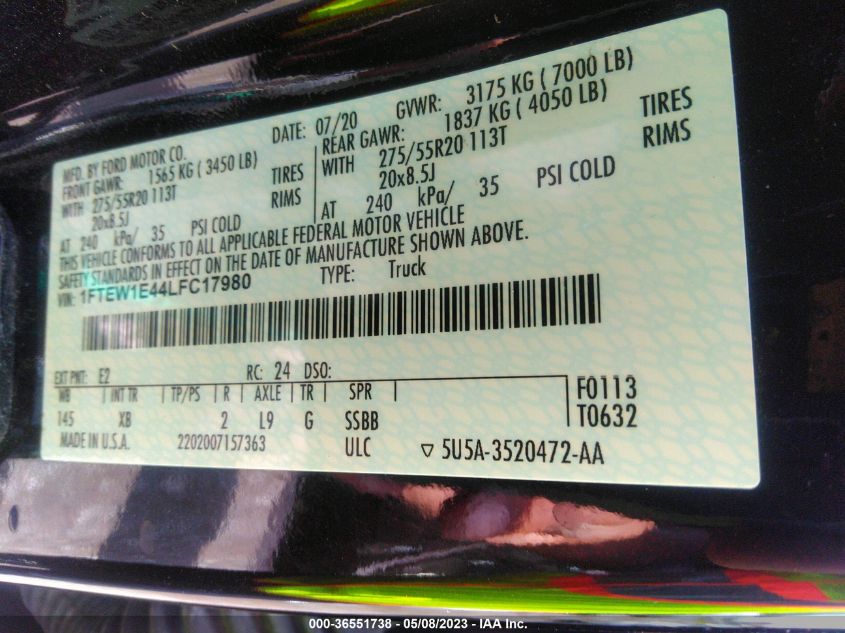 MFD. BY FORD MOTOR CO.
DATE: 07/20 GVWR: 3175 KG ( 7000 LB)
FRONT GAWR: 1565 KG ( 3450 LB)
REAR GAWR: 1837 KG ( 4050 LB)
WITH 275/55R20 113T TIRES
WITH 275/55R20 113T TIRES
20x8.5J RIMS
20x8.5J RIMS
AT 240 kPa/ 35 PSI COLD
AT 240 kPa/ 35 PSI COLD
THIS VEHICLE CONFORMS TO ALL APPLICABLE FEDERAL MOTOR VEHICLE
SAFETY STANDARDS IN EFFECT ON THE DATE OF MANUFACTURE SHOWN ABOVE.
VIN: 1FTEW1E44LFC17980 TYPE: Truck
EXT PNT: E2 RC: 24 DSO:
WB INT TR TP/PS R AXLE TR SPR
F0113
145 XB 2 L9 G SSBB
T0632
MADE IN U.S.A. 2202007157363 ULC ▽ 5U5A-3520472-AA
000-36551738 - 05/08/2023 - IAA Inc.